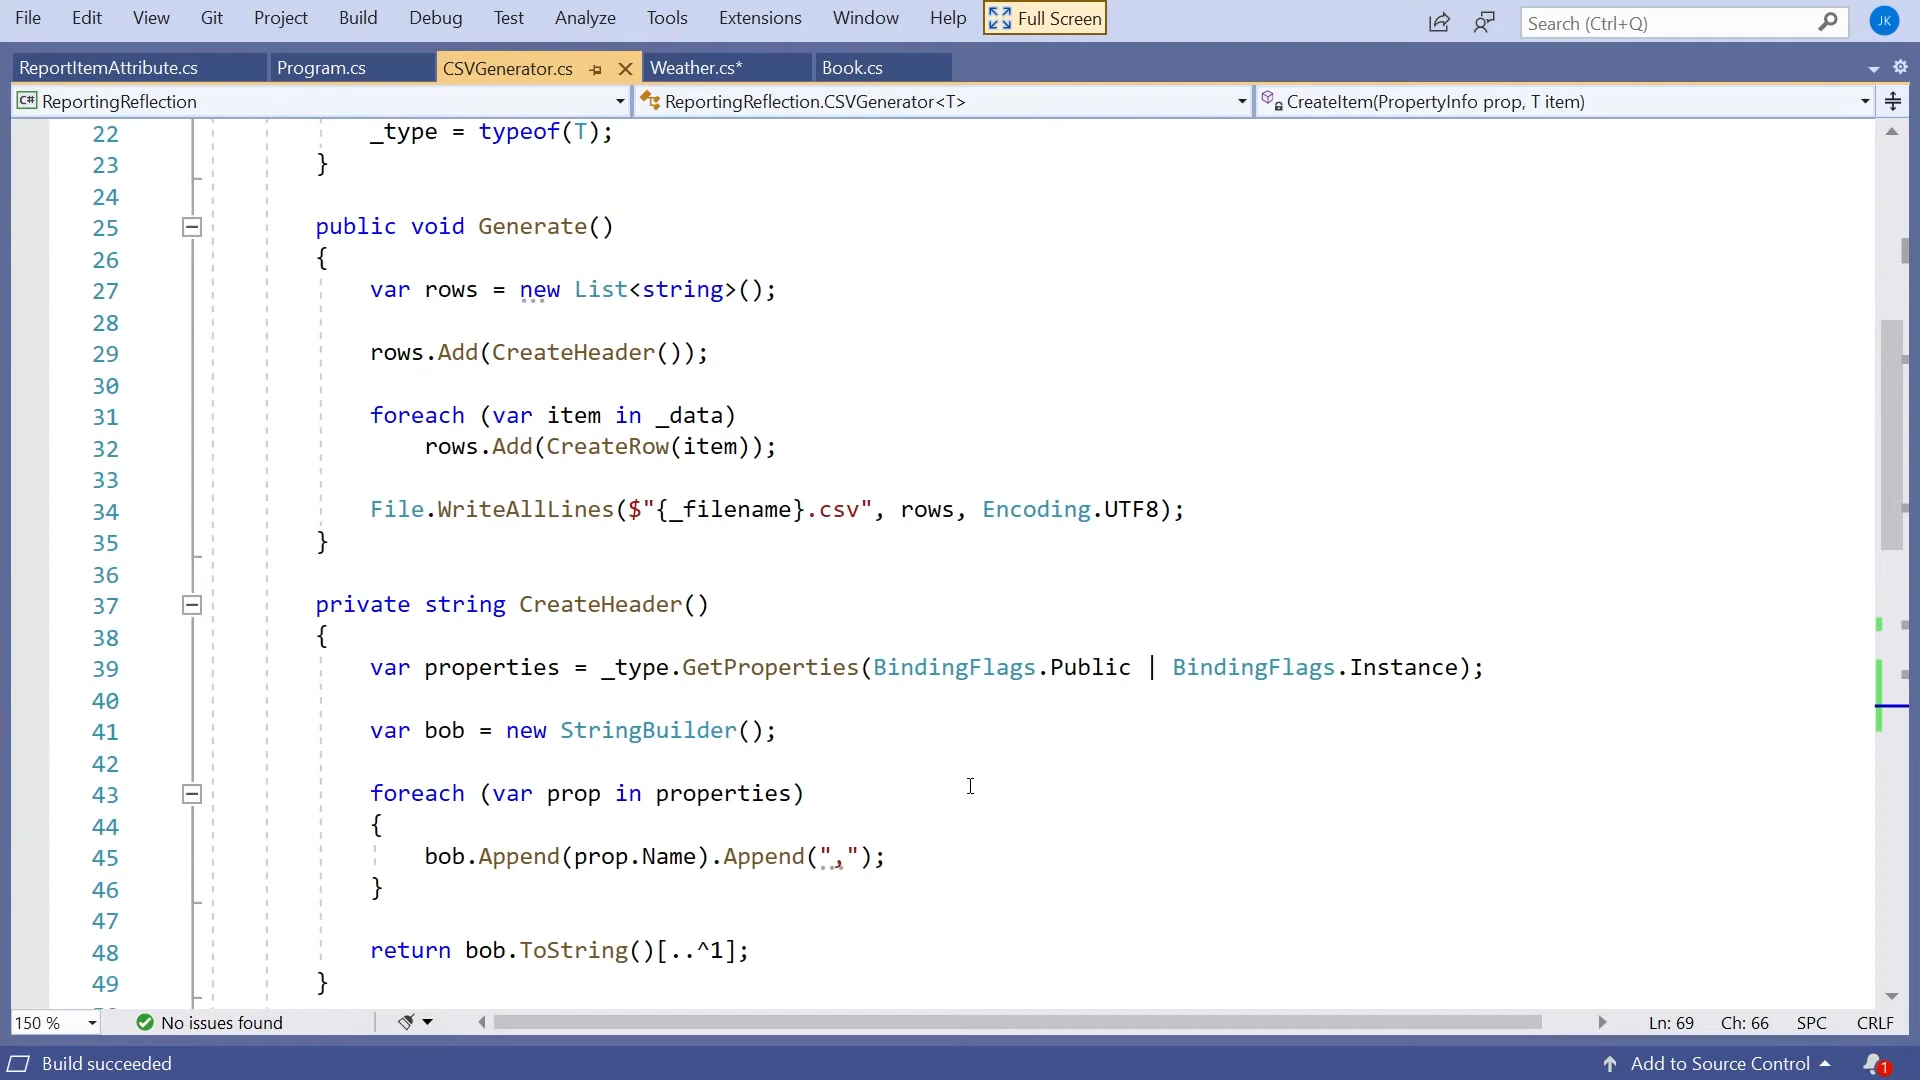 File Edit View Git Project Build Debug Test Analyze Tools Extensions Window Help Full Screen Search (Ctrl+Q) JK
ReportItemAttribute.cs Program.cs CSVGenerator.cs Weather.cs* Book.cs
C# ReportingReflection ReportingReflection.CSVGenerator<T> CreateItem(PropertyInfo prop, T item)
22 _type = typeof(T);
23 }
24
25 public void Generate()
26 {
27 var rows = new List<string>();
28
29 rows.Add(CreateHeader());
30
31 foreach (var item in _data)
32 rows.Add(CreateRow(item));
33
34 File.WriteAllLines($"{_filename}.csv", rows, Encoding.UTF8);
35 }
36
37 private string CreateHeader()
38 {
39 var properties = _type.GetProperties(BindingFlags.Public | BindingFlags.Instance);
40
41 var bob = new StringBuilder();
42
43 foreach (var prop in properties)
44 {
45 bob.Append(prop.Name).Append(",");
46 }
47
48 return bob.ToString()[..^1];
49 }
150 % No issues found Ln: 69 Ch: 66 SPC CRLF
Build succeeded Add to Source Control 1